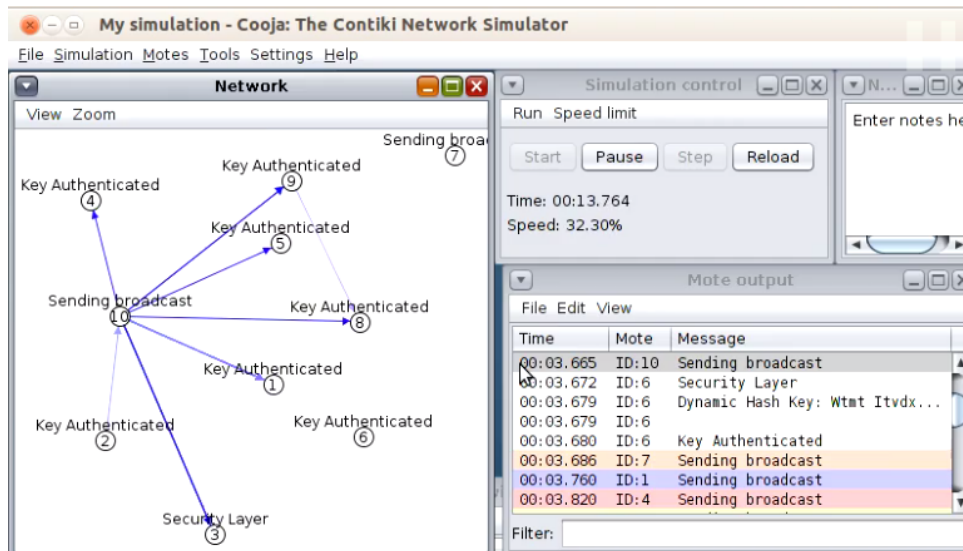 My simulation - Cooja: The Contiki Network Simulator
File Simulation Motes Tools Settings Help
Network
View Zoom
Sending broa
7
Key Authenticated
9
Key Authenticated
4
Key Authenticated
5
Sending broadcast
10
Key Authenticated
8
Key Authenticated
1
Key Authenticated
2
Key Authenticated
6
Security Layer
3
Simulation control
Run Speed limit
Start Pause Step Reload
Time: 00:13.764
Speed: 32.30%
N...
Enter notes he
Mote output
File Edit View
Time Mote Message
00:03.665 ID:10 Sending broadcast
00:03.672 ID:6 Security Layer
00:03.679 ID:6 Dynamic Hash Key: Wtmt Itvdx...
00:03.679 ID:6
00:03.680 ID:6 Key Authenticated
00:03.686 ID:7 Sending broadcast
00:03.760 ID:1 Sending broadcast
00:03.820 ID:4 Sending broadcast
Filter: